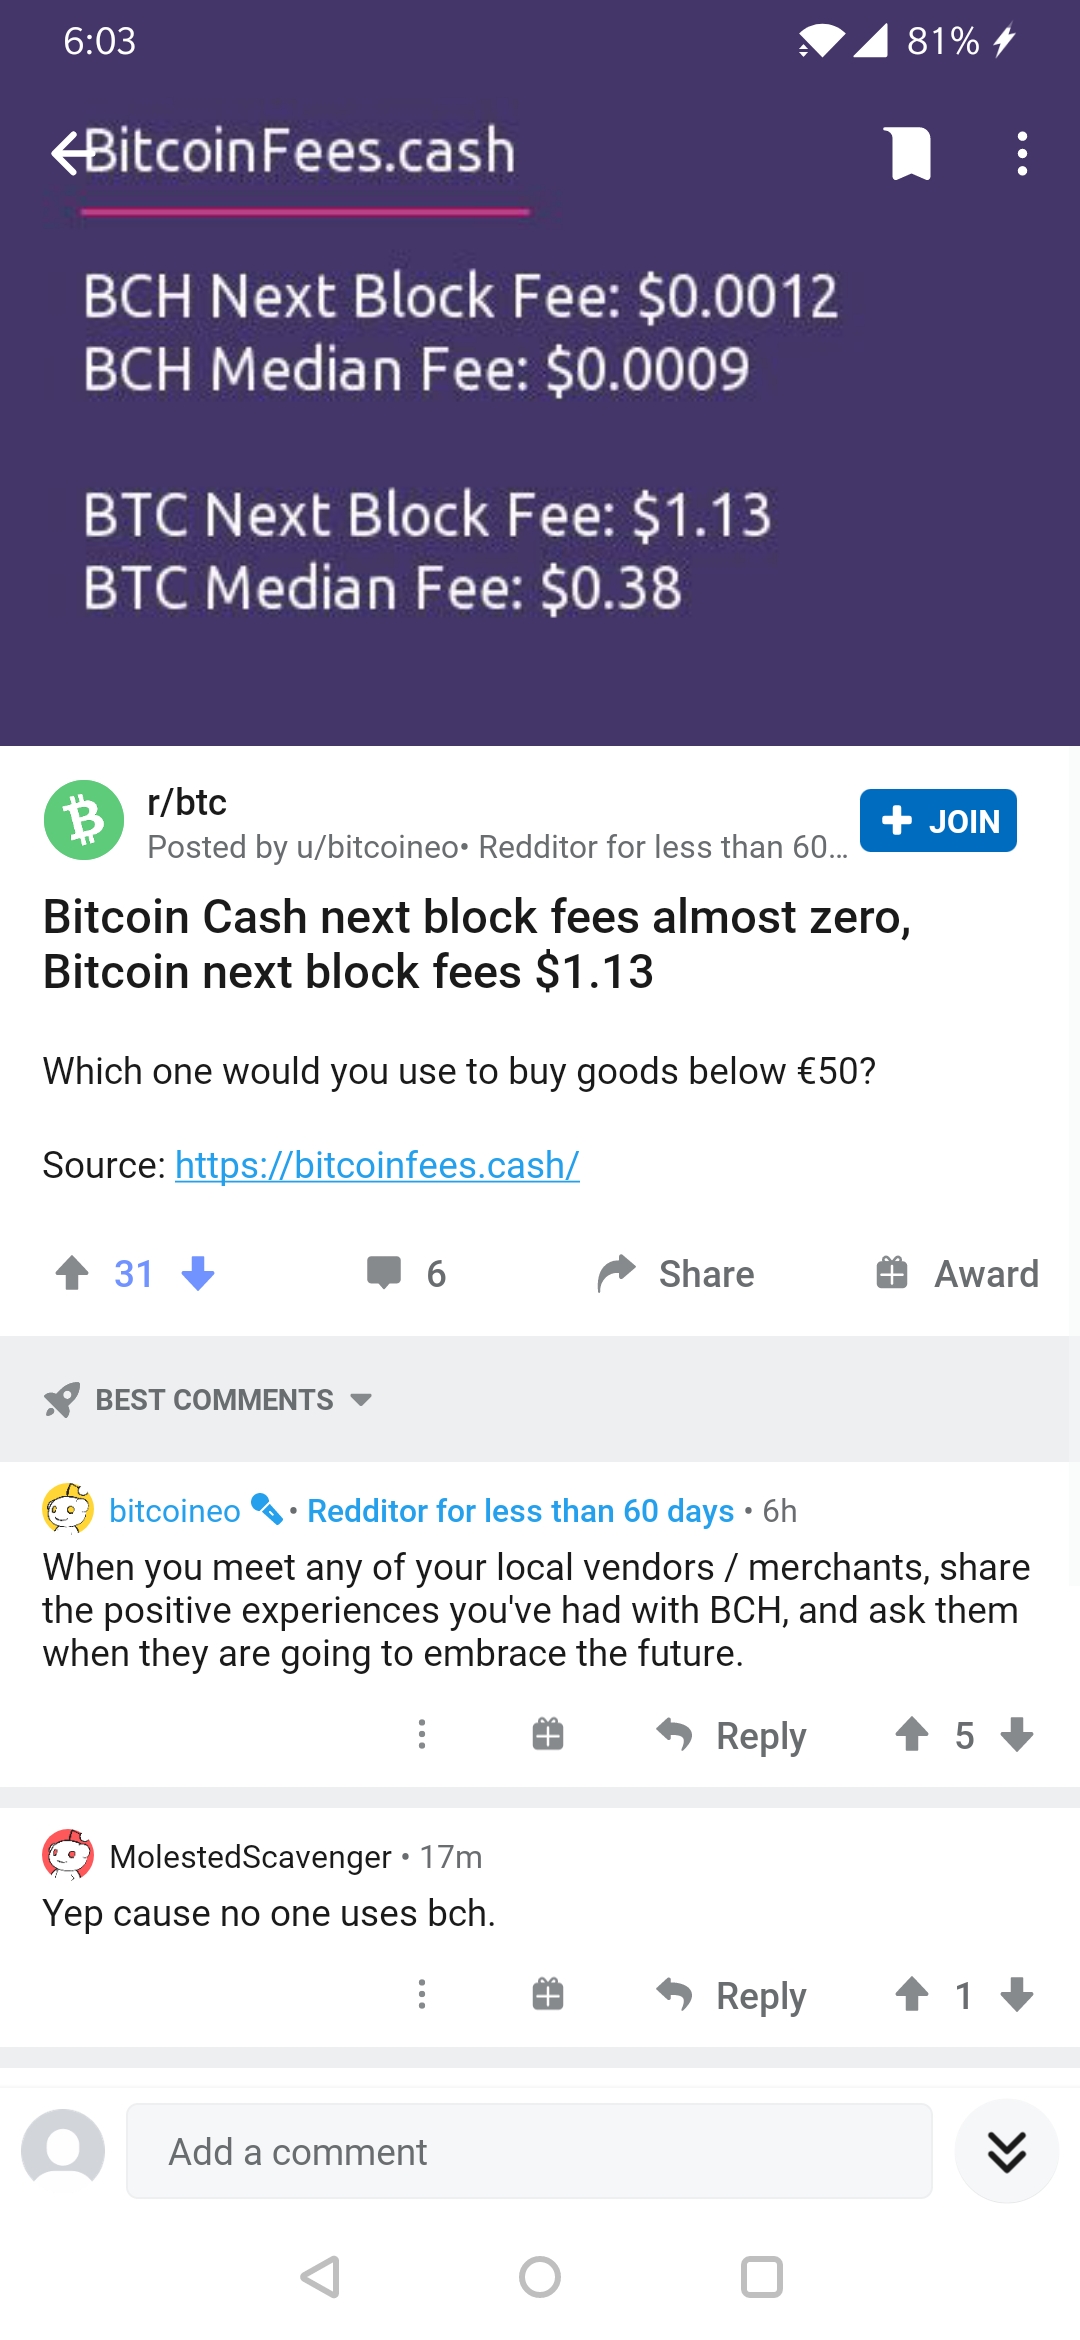 6:03
81%
BitcoinFees.cash
BCH Next Block Fee: $0.0012
BCH Median Fee: $0.0009
BTC Next Block Fee: $1.13
BTC Median Fee: $0.38
r/btc
Posted by u/bitcoineo• Redditor for less than 60...
JOIN
Bitcoin Cash next block fees almost zero,
Bitcoin next block fees $1.13
Which one would you use to buy goods below €50?
Source: https://bitcoinfees.cash/
31
6
Share
Award
BEST COMMENTS
bitcoineo • Redditor for less than 60 days • 6h
When you meet any of your local vendors / merchants, share
the positive experiences you've had with BCH, and ask them
when they are going to embrace the future.
Reply
5
MolestedScavenger • 17m
Yep cause no one uses bch.
Reply
1
Add a comment